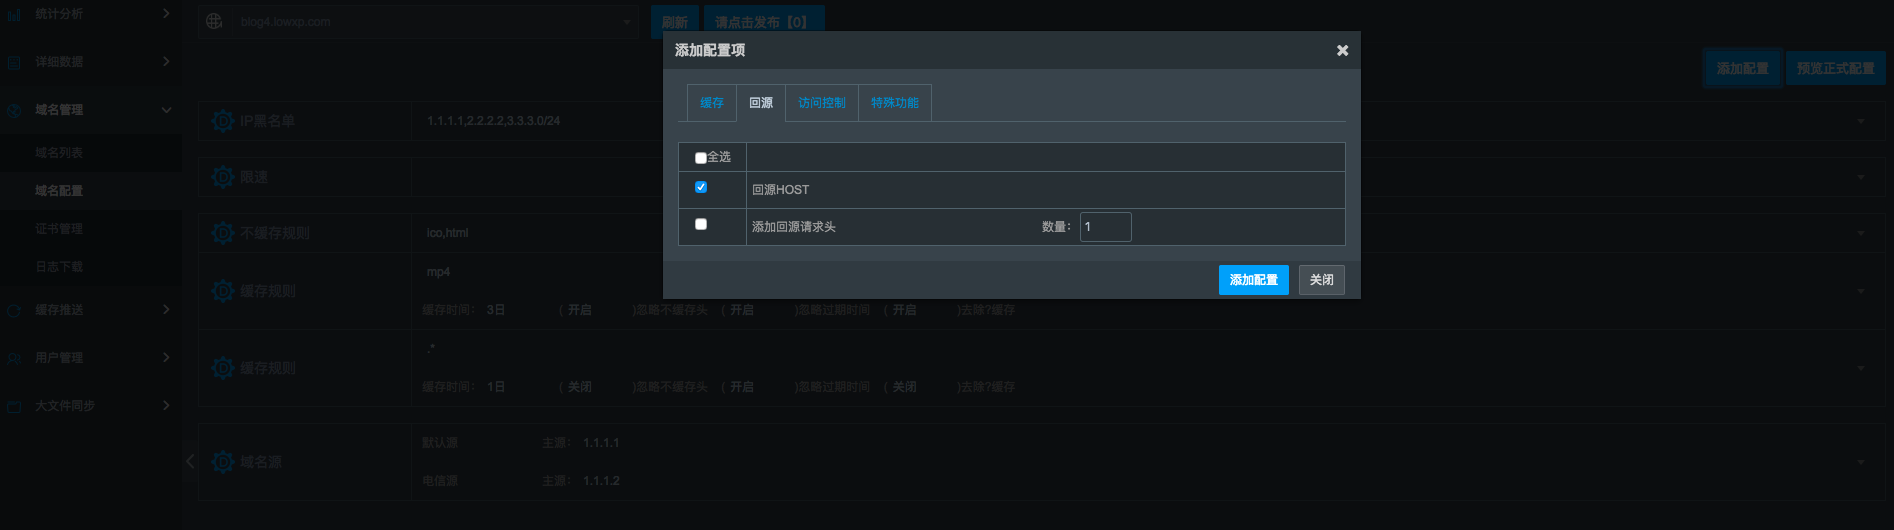 统计分析
详细数据
域名管理
域名列表
域名配置
证书管理
日志下载
缓存推送
用户管理
大文件同步
blog4.lowxp.com
刷新
请点击发布【0】
添加配置
预览正式配置
添加配置项
缓存
回源
访问控制
特殊功能
全选
回源HOST
添加回源请求头 数量: 1
添加配置
关闭
IP黑名单 1.1.1.1,2.2.2.2,3.3.3.0/24
限速
不缓存规则 ico,html
缓存规则 mp4
缓存时间: 3日 ( 开启 )忽略不缓存头 ( 开启 )忽略过期时间 ( 开启 )去除?缓存
缓存规则 .*
缓存时间: 1日 ( 关闭 )忽略不缓存头 ( 开启 )忽略过期时间 ( 关闭 )去除?缓存
域名源
默认源 主源: 1.1.1.1
电信源 主源: 1.1.1.2